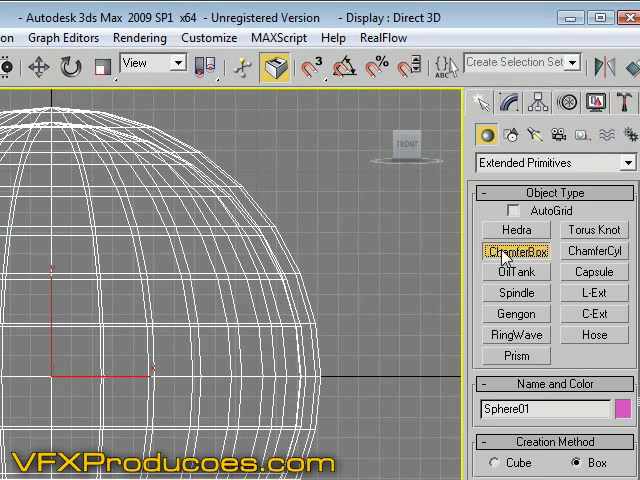 - Autodesk 3ds Max 2009 SP1 x64 - Unregistered Version - Display : Direct 3D
on Graph Editors Rendering Customize MAXScript Help RealFlow
View 3 % {} ABC Create Selection Set
FRONT
Extended Primitives
- Object Type
AutoGrid
Hedra Torus Knot
ChamferBox ChamferCyl
OilTank Capsule
Spindle L-Ext
Gengon C-Ext
RingWave Hose
Prism
- Name and Color
Sphere01
- Creation Method
Cube Box
VFXProducoes.com